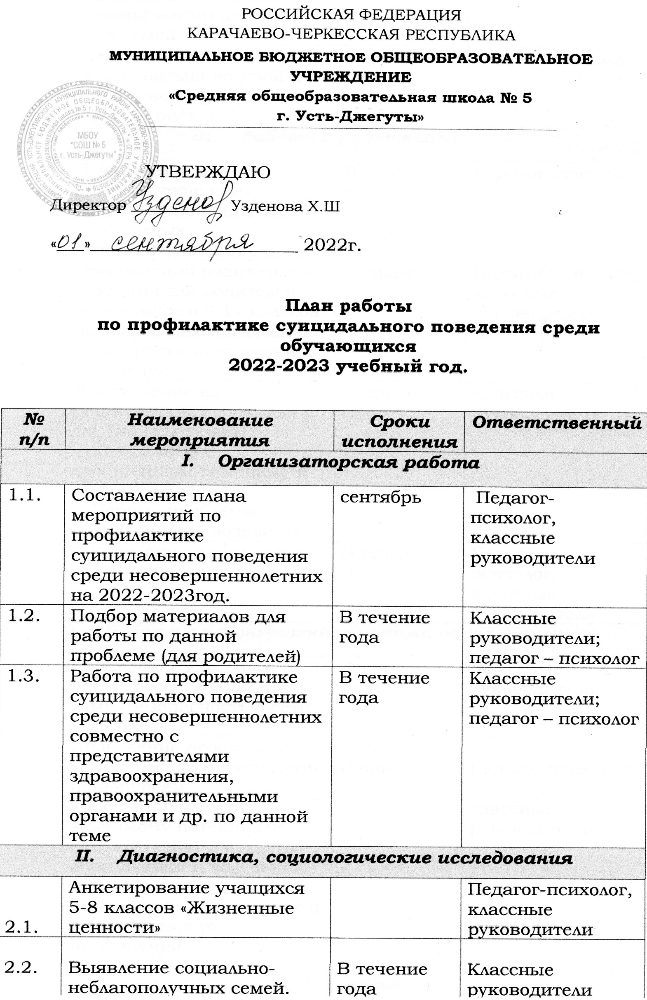 РОССИЙСКАЯ ФЕДЕРАЦИЯ
КАРАЧАЕВО-ЧЕРКЕССКАЯ РЕСПУБЛИКА
МУНИЦИПАЛЬНОЕ БЮДЖЕТНОЕ ОБЩЕОБРАЗОВАТЕЛЬНОЕ
УЧРЕЖДЕНИЕ
«Средняя общеобразовательная школа № 5
г. Усть-Джегуты»
МБОУ
"СОШ № 5
г. Усть-Джегуты"
УТВЕРЖДАЮ
Директор Узденов Узденова Х.Ш
«01» сентября 2022г.
План работы
по профилактике суицидального поведения среди
обучающихся
2022-2023 учебный год.
№
п/п
Наименование
мероприятия
Сроки
исполнения
Ответственный
I. Организаторская работа
1.1.
Составление плана
мероприятий по
профилактике
суицидального поведения
среди несовершеннолетних
на 2022-2023год.
сентябрь
Педагог-
психолог,
классные
руководители
1.2.
Подбор материалов для
работы по данной
проблеме (для родителей)
В течение
года
Классные
руководители;
педагог – психолог
1.3.
Работа по профилактике
суицидального поведения
среди несовершеннолетних
совместно с
представителями
здравоохранения,
правоохранительными
органами и др. по данной
теме
В течение
года
Классные
руководители;
педагог – психолог
II. Диагностика, социологические исследования
2.1.
Анкетирование учащихся
5-8 классов «Жизненные
ценности»
Педагог-психолог,
классные
руководители
2.2.
Выявление социально-
неблагополучных семей.
В течение
года
Классные
руководители